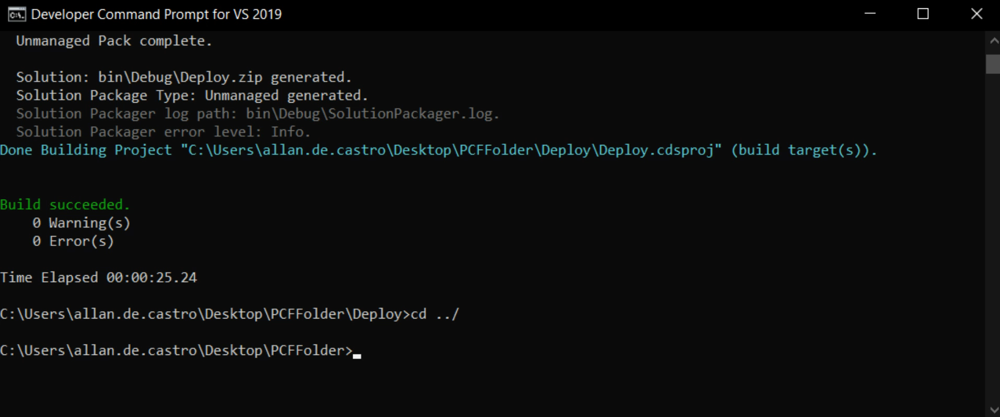 Developer Command Prompt for VS 2019
Unmanaged Pack complete.
Solution: bin\Debug\Deploy.zip generated.
Solution Package Type: Unmanaged generated.
Solution Packager log path: bin\Debug\SolutionPackager.log.
Solution Packager error level: Info.
Done Building Project "C:\Users\allan.de.castro\Desktop\PCFFolder\Deploy\Deploy.cdsproj" (build target(s)).
Build succeeded.
0 Warning(s)
0 Error(s)
Time Elapsed 00:00:25.24
C:\Users\allan.de.castro\Desktop\PCFFolder\Deploy>cd ../
C:\Users\allan.de.castro\Desktop\PCFFolder>